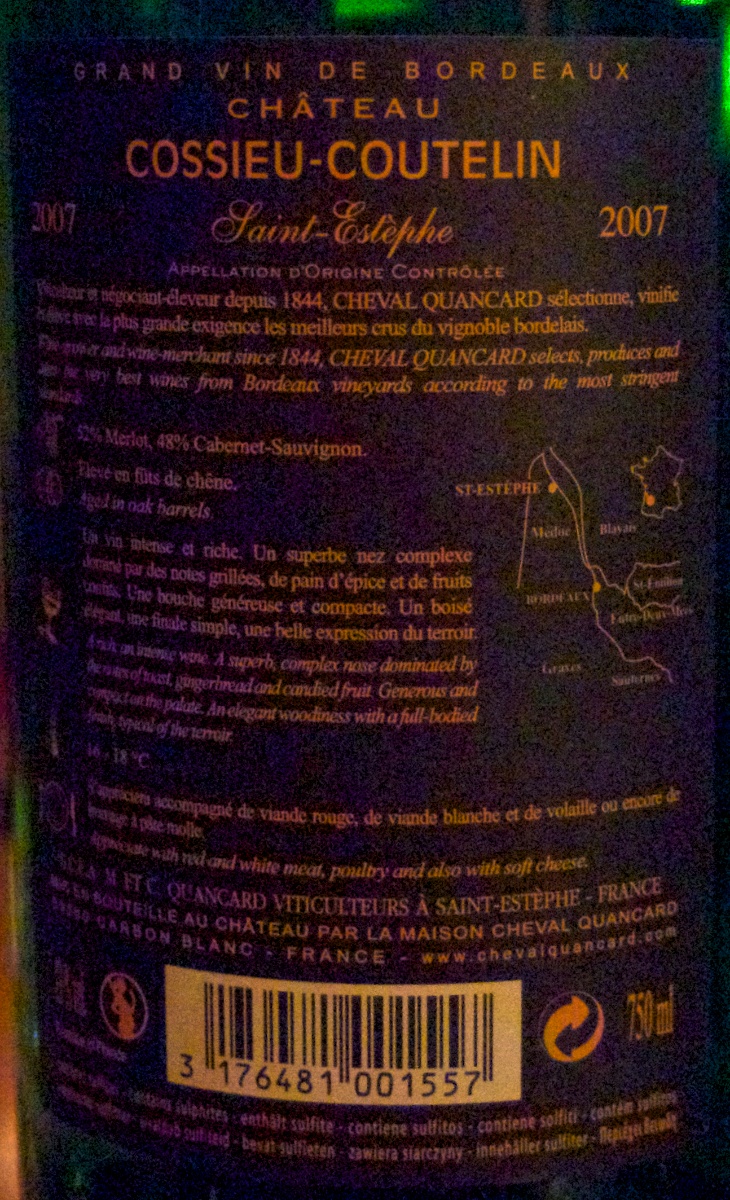 GRAND VIN DE BORDEAUX
CHÂTEAU
COSSIEU-COUTELIN
2007 Saint-Estèphe 2007
APPELLATION D'ORIGINE CONTRÔLÉE
négociant-éleveur depuis 1844, CHEVAL QUANCARD sélectionne, vinifie
la plus grande exigence les meilleurs crus du vignoble bordelais.
and wine-merchant since 1844, CHEVAL QUANCARD selects, produces and
very best wines from Bordeaux vineyards according to the most stringent
52% Merlot, 48% Cabernet-Sauvignon.
Elevé en fûts de chêne.
Aged in oak barrels.
ST-ESTÈPHE
Médoc Blayais
BORDEAUX St-Emilion
Entre-Deux-Mers
Graves Sauternes
Un vin intense et riche. Un superbe nez complexe
dominé par des notes grillées, de pain d'épice et de fruits
confits. Une bouche généreuse et compacte. Un boisé
élégant, une finale simple, une belle expression du terroir.
A rich, an intense wine. A superb, complex nose dominated by
the notes of toast, gingerbread and candied fruit. Generous and
compact on the palate. An elegant woodiness with a full-bodied
finish, typical of the terroir.
16 - 18 °C
accompagné de viande rouge, de viande blanche et de volaille ou encore de
fromage à pâte molle.
Appreciate with red and white meat, poultry and also with soft cheese.
M ET C QUANCARD VITICULTEURS À SAINT-ESTÈPHE - FRANCE
EN BOUTEILLE AU CHÂTEAU PAR LA MAISON CHEVAL QUANCARD
CARBON BLANC - FRANCE - www.chevalquancard.com
750 ml
3 176481 001557
sulphites - enthält sulfite - contiene sulfitos - contiene solfiti - contém
bevat sulfieten - zawiera siarczyny - innehåller sulfiter -